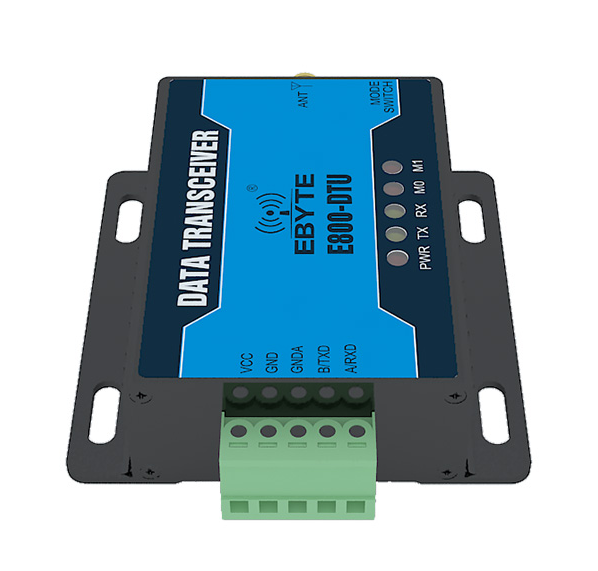 DATA TRANSCEIVER
®
EBYTE
E800-DTU
ANT
MODE
SWITCH
M1
M0
RX
TX
PWR
VCC
GND
GNDA
B/TXD
A/RXD